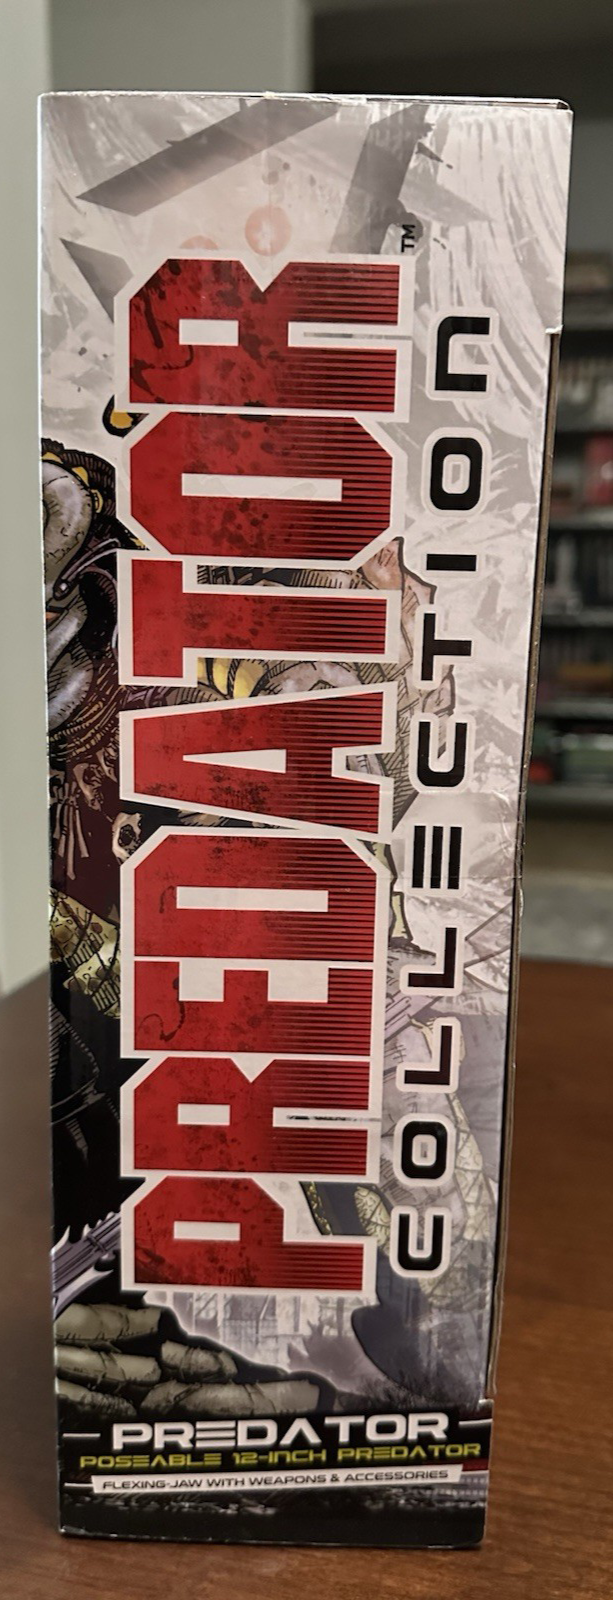 PREDATOR™
COLLECTION
PREDATOR
POSEABLE 12-INCH PREDATOR
FLEXING-JAW WITH WEAPONS & ACCESSORIES